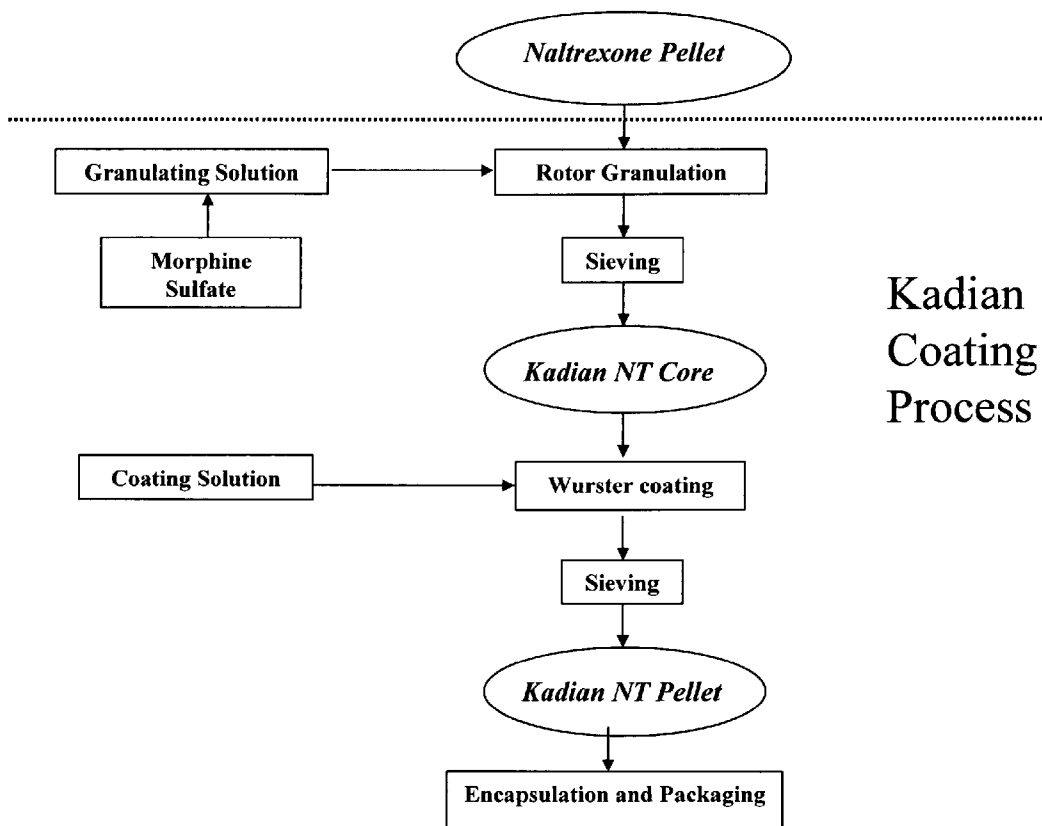 Naltrexone Pellet
Granulating Solution
Rotor Granulation
Morphine
Sulfate
Sieving
Kadian
Coating
Process
Kadian NT Core
Coating Solution
Wurster coating
Sieving
Kadian NT Pellet
Encapsulation and Packaging